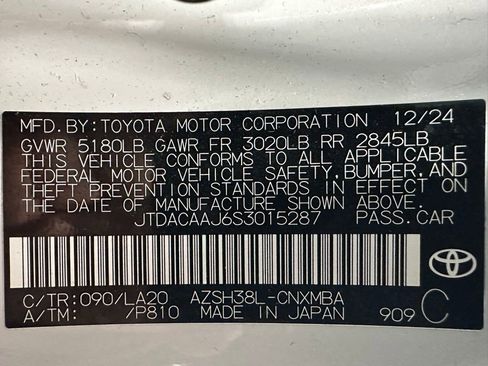 MFD.BY:TOYOTA MOTOR CORPORATION 12/24
GVWR 5180LB GAWR FR 3020LB RR 2845LB
THIS VEHICLE CONFORMS TO ALL APPLICABLE
FEDERAL MOTOR VEHICLE SAFETY,BUMPER,AND
THEFT PREVENTION STANDARDS IN EFFECT ON
THE DATE OF MANUFACTURE SHOWN ABOVE.
JTDACAAJ6S3015287 PASS.CAR
C/TR:090/LA20 AZSH38L-CNXMBA
A/TM: /P810 MADE IN JAPAN 909 C
TOYOTA